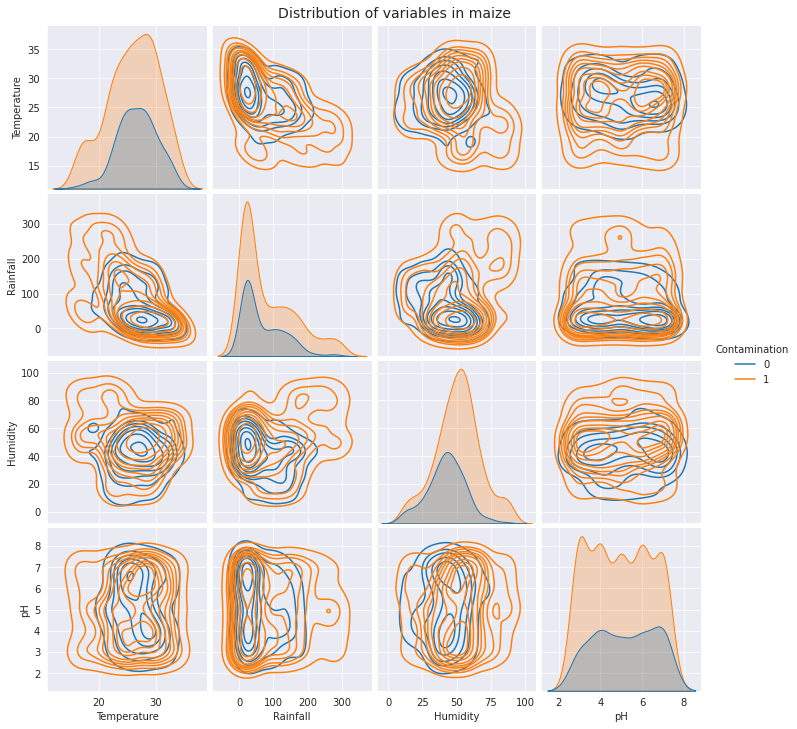 Distribution of variables in maize
Temperature
35
30
25
20
15
Rainfall
300
200
100
0
Contamination
0
1
Humidity
100
80
60
40
20
0
pH
8
7
6
5
4
3
2
20 30
0 100 200 300
0 25 50 75 100
2 4 6 8
Temperature Rainfall Humidity pH